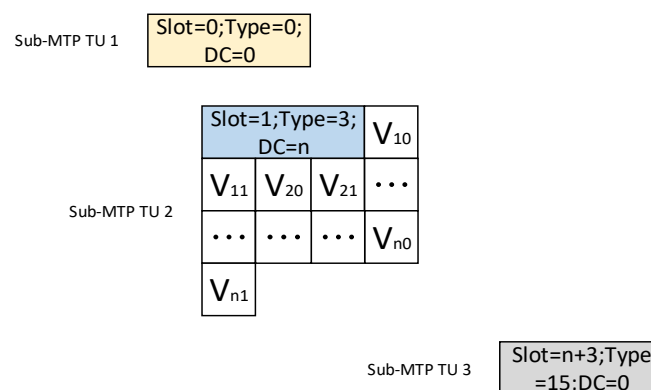 Sub-MTP TU 1
Slot=0;Type=0;
DC=0
Slot=1;Type=3;
DC=n
V10
V11 V20 V21 ···
Sub-MTP TU 2
··· ··· ··· Vn0
Vn1
Sub-MTP TU 3
Slot=n+3;Type
=15;DC=0